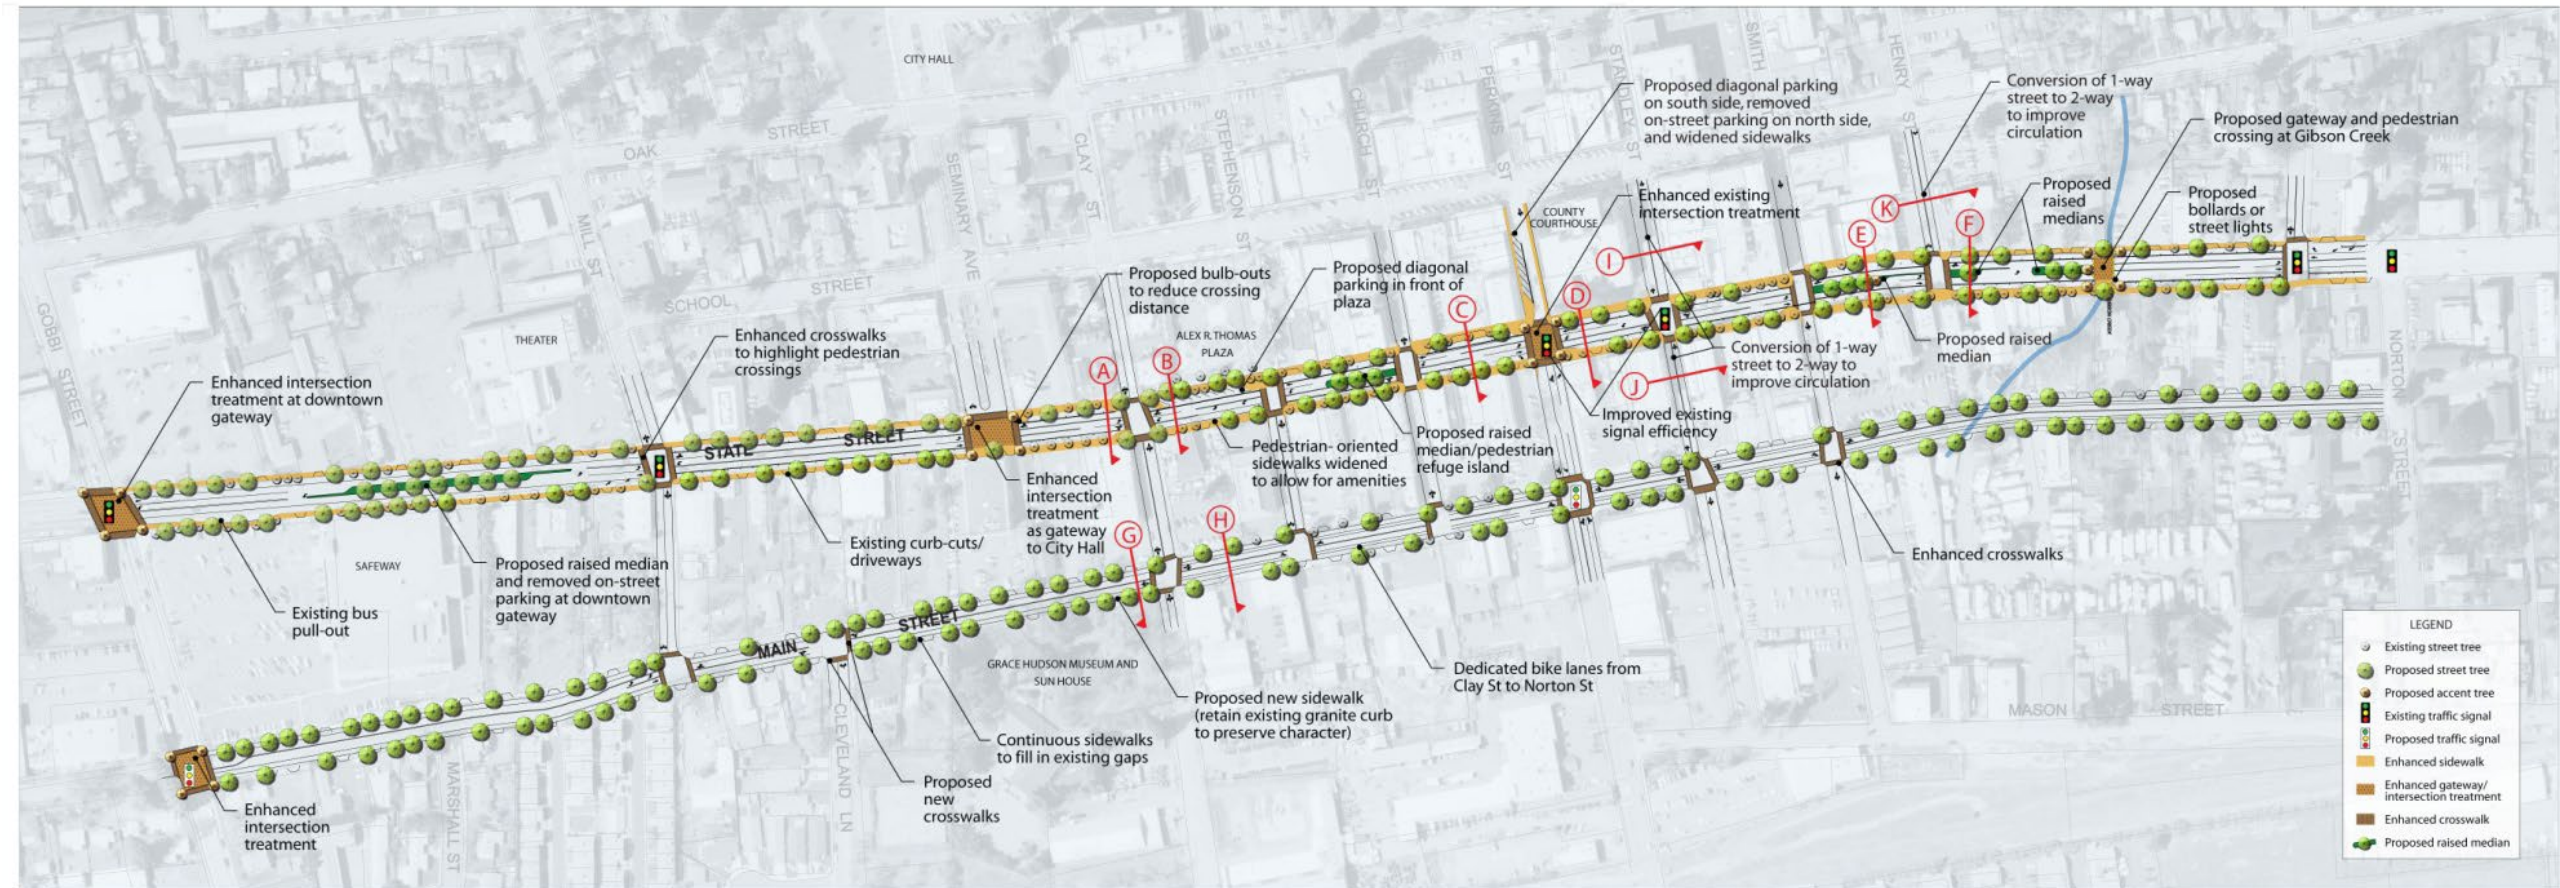 CITY HALL
OAK
STREET
SCHOOL
STREET
GOBBI
STREET
MILL ST
SEMINARY AVE
CLAY ST
STEPHENSON ST
CHURCH ST
PERKINS ST
STANDLEY ST
SMITH
HENRY ST
NORTON
STREET
THEATER
SAFEWAY
ALEX R. THOMAS
PLAZA
COUNTY
COURTHOUSE
Enhanced intersection
treatment at downtown
gateway
Existing bus
pull-out
Proposed raised median
and removed on-street
parking at downtown
gateway
Enhanced crosswalks
to highlight pedestrian
crossings
STATE
STREET
Existing curb-cuts/
driveways
Enhanced
intersection
treatment
as gateway
to City Hall
Proposed bulb-outs
to reduce crossing
distance
Proposed diagonal
parking in front of
plaza
Pedestrian- oriented
sidewalks widened
to allow for amenities
Proposed raised
median/pedestrian
refuge island
Proposed diagonal parking
on south side, removed
on-street parking on north side,
and widened sidewalks
Enhanced existing
intersection treatment
Improved existing
signal efficiency
Conversion of 1-way
street to 2-way to
improve circulation
Conversion of 1-way
street to 2-way
to improve
circulation
Proposed raised
median
Proposed
raised
medians
Proposed gateway and pedestrian
crossing at Gibson Creek
Proposed
bollards or
street lights
A
B
C
D
E
F
G
H
I
J
K
MAIN
STREET
Enhanced
intersection
treatment
MARSHALL ST
CLEVELAND LN
Proposed
new
crosswalks
Continuous sidewalks
to fill in existing gaps
GRACE HUDSON MUSEUM AND
SUN HOUSE
Proposed new sidewalk
(retain existing granite curb
to preserve character)
Dedicated bike lanes from
Clay St to Norton St
Enhanced crosswalks
MASON
STREET
LEGEND
Existing street tree
Proposed street tree
Proposed accent tree
Existing traffic signal
Proposed traffic signal
Enhanced sidewalk
Enhanced gateway/
intersection treatment
Enhanced crosswalk
Proposed raised median